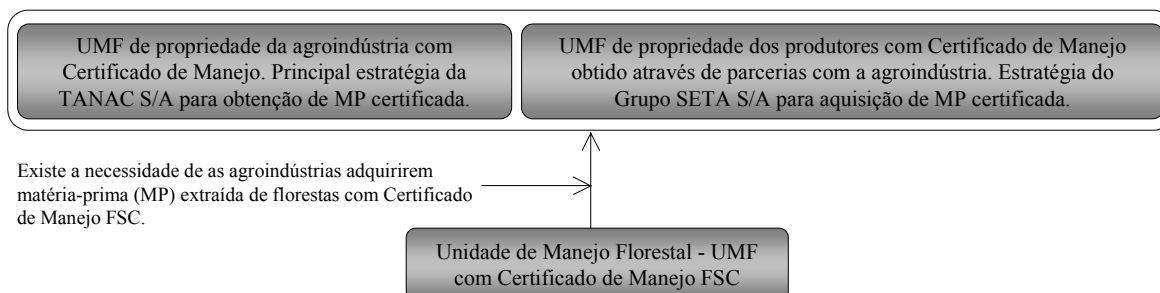 UMF de propriedade da agroindústria com
Certificado de Manejo. Principal estratégia da
TANAC S/A para obtenção de MP certificada.
UMF de propriedade dos produtores com Certificado de Manejo
obtido através de parcerias com a agroindústria. Estratégia do
Grupo SETA S/A para aquisição de MP certificada.
Existe a necessidade de as agroindústrias adquirirem
matéria-prima (MP) extraída de florestas com Certificado
de Manejo FSC.
Unidade de Manejo Florestal - UMF
com Certificado de Manejo FSC